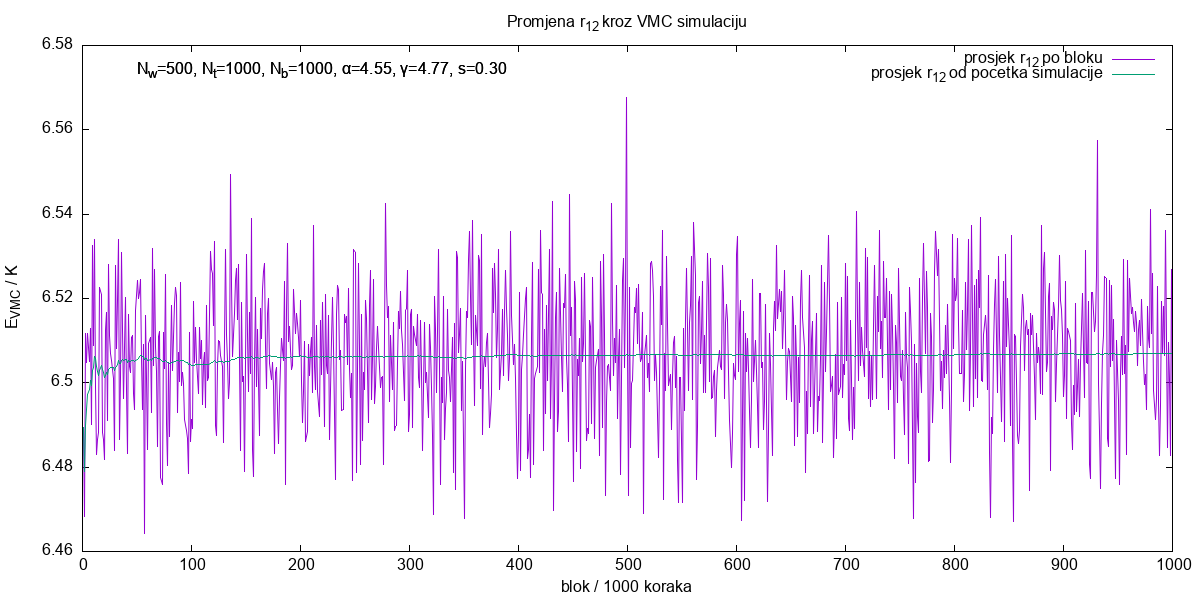 Promjena r12 kroz VMC simulaciju
Nw=500, Nt=1000, Nb=1000, α=4.55, γ=4.77, s=0.30
prosjek r12 po bloku
prosjek r12 od pocetka simulacije
EVMC / K
6.58
6.56
6.54
6.52
6.5
6.48
6.46
0 100 200 300 400 500 600 700 800 900 1000
blok / 1000 koraka